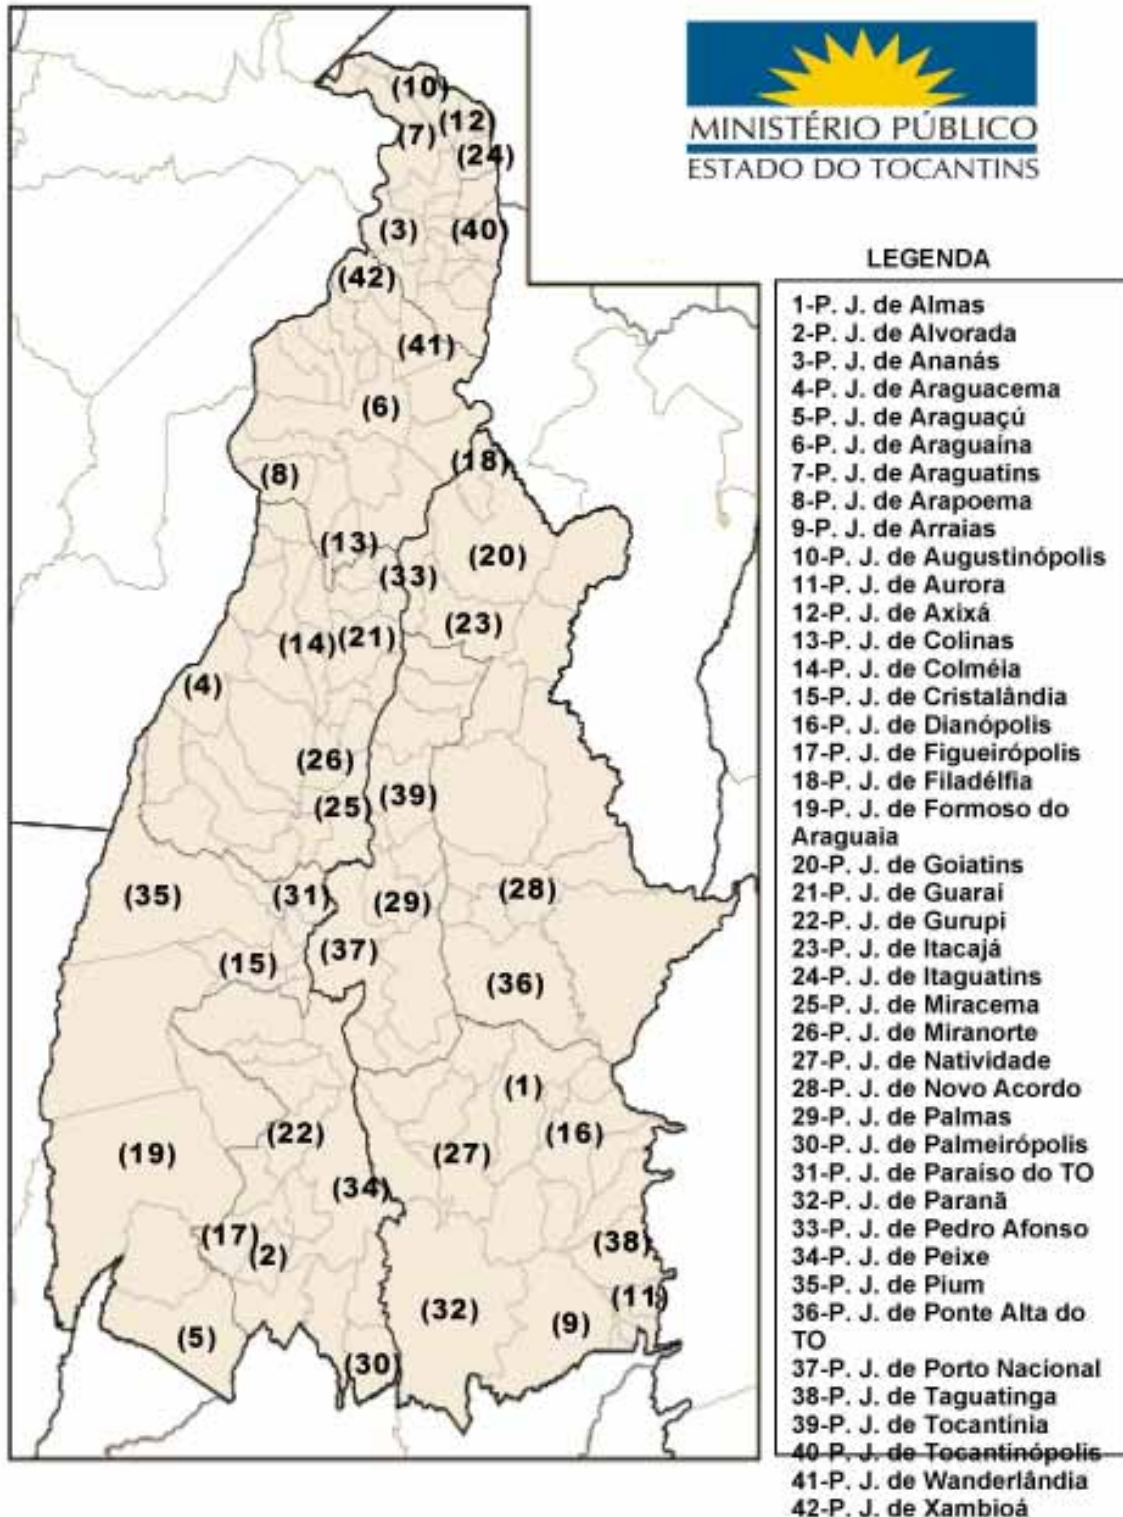 MINISTÉRIO PÚBLICO
ESTADO DO TOCANTINS
(10)
(12)
(7)
(24)
(3)
(40)
(42)
(41)
(6)
(18)
(8)
(13)
(20)
(33)
(23)
(14)
(21)
(4)
(26)
(39)
(25)
(35)
(31)
(29)
(28)
(37)
(15)
(36)
(1)
(22)
(16)
(19)
(27)
(34)
(17)
(2)
(38)
(11)
(32)
(9)
(5)
(30)
LEGENDA
1-P. J. de Almas
2-P. J. de Alvorada
3-P. J. de Ananás
4-P. J. de Araguacema
5-P. J. de Araguaçú
6-P. J. de Araguaína
7-P. J. de Araguatins
8-P. J. de Arapoema
9-P. J. de Arraias
10-P. J. de Augustinópolis
11-P. J. de Aurora
12-P. J. de Axixá
13-P. J. de Colinas
14-P. J. de Colméia
15-P. J. de Cristalândia
16-P. J. de Dianópolis
17-P. J. de Figueirópolis
18-P. J. de Filadélfia
19-P. J. de Formoso do
Araguaia
20-P. J. de Goiatins
21-P. J. de Guarai
22-P. J. de Gurupi
23-P. J. de Itacajá
24-P. J. de Itaguatins
25-P. J. de Miracema
26-P. J. de Miranorte
27-P. J. de Natividade
28-P. J. de Novo Acordo
29-P. J. de Palmas
30-P. J. de Palmeirópolis
31-P. J. de Paraíso do TO
32-P. J. de Paranã
33-P. J. de Pedro Afonso
34-P. J. de Peixe
35-P. J. de Pium
36-P. J. de Ponte Alta do
TO
37-P. J. de Porto Nacional
38-P. J. de Taguatinga
39-P. J. de Tocantínia
40-P. J. de Tocantinópolis
41-P. J. de Wanderlândia
42-P. J. de Xambioá